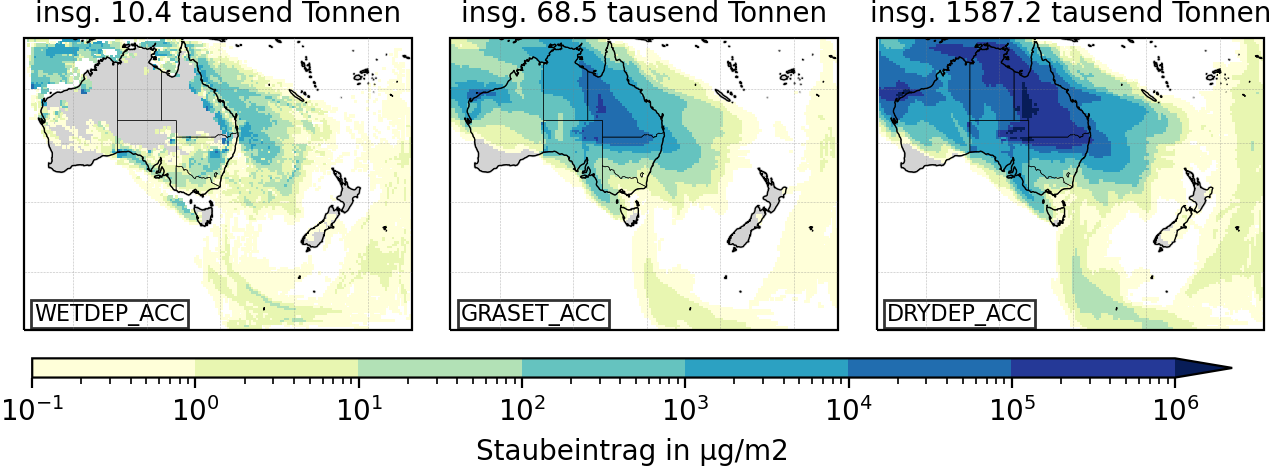 insg. 10.4 tausend Tonnen
insg. 68.5 tausend Tonnen
insg. 1587.2 tausend Tonnen
WETDEP_ACC
GRASET_ACC
DRYDEP_ACC
10⁻¹ 10⁰ 10¹ 10² 10³ 10⁴ 10⁵ 10⁶
Staubeintrag in µg/m2